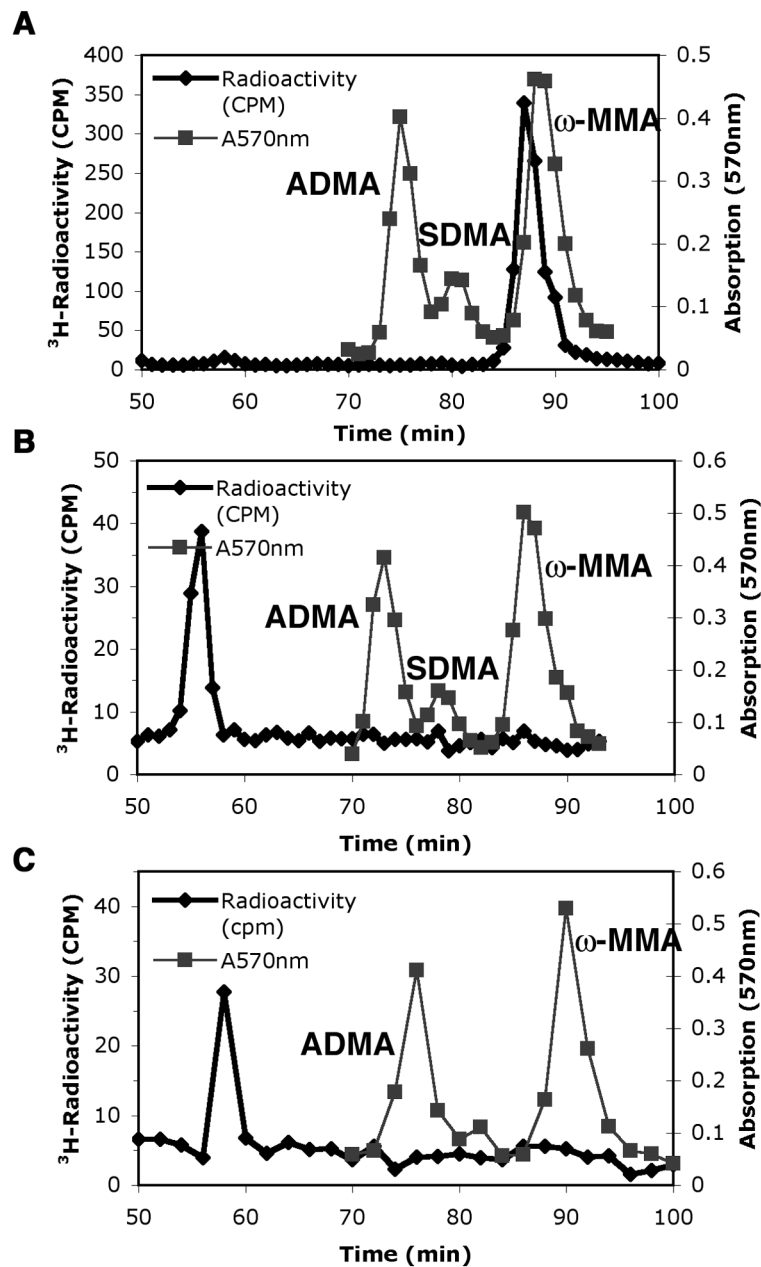 A
400
350
300
250
200
150
100
50
0
³H-Radioactivity (CPM)
Radioactivity
(CPM)
A570nm
ADMA
SDMA
ω-MMA
0.5
0.4
0.3
0.2
0.1
0
Absorption (570nm)
50 60 70 80 90 100
Time (min)
B
50
40
30
20
10
0
³H-Radioactivity (CPM)
Radioactivity
(CPM)
A570nm
ADMA
SDMA
ω-MMA
0.6
0.5
0.4
0.3
0.2
0.1
0
Absorption (570nm)
50 60 70 80 90 100
Time (min)
C
40
30
20
10
0
³H-Radioactivity (CPM)
Radioactivity
(cpm)
A570nm
ADMA
ω-MMA
0.6
0.5
0.4
0.3
0.2
0.1
0
Absorption (570nm)
50 60 70 80 90 100
Time (min)